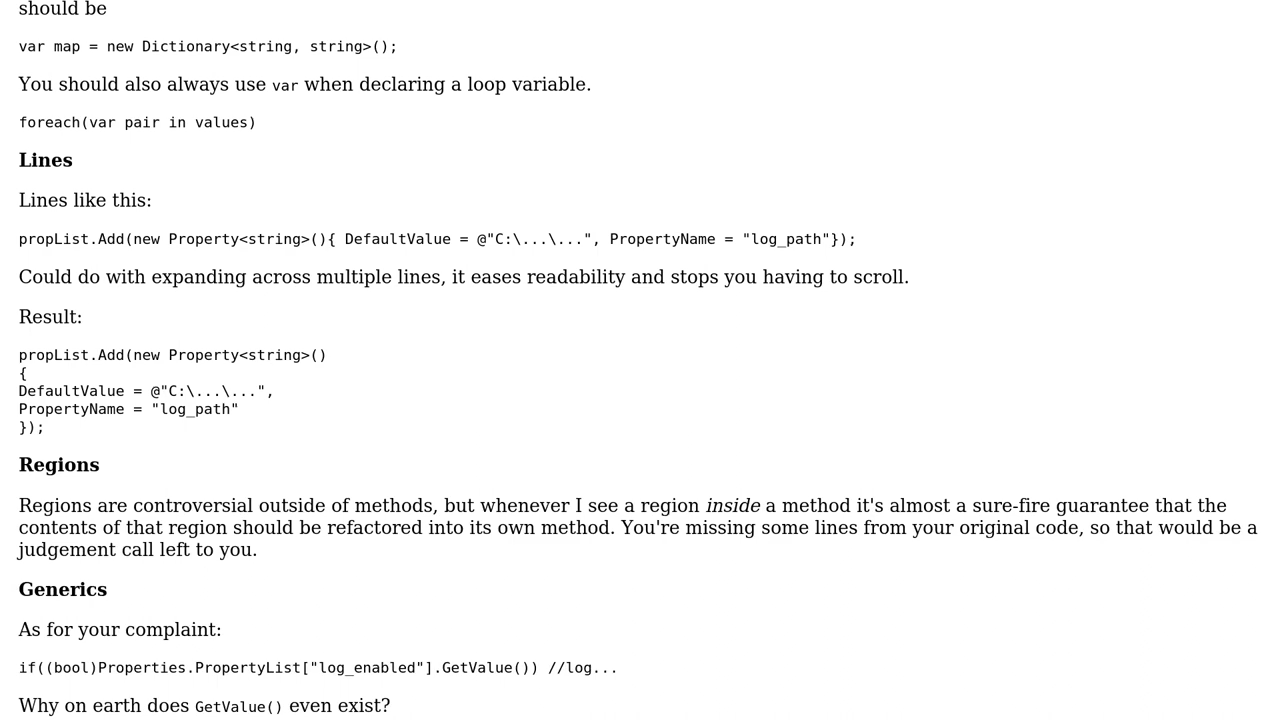 should be
var map = new Dictionary<string, string>();
You should also always use var when declaring a loop variable.
foreach(var pair in values)
Lines
Lines like this:
propList.Add(new Property<string>(){ DefaultValue = @"C:\...\...", PropertyName = "log_path"});
Could do with expanding across multiple lines, it eases readability and stops you having to scroll.
Result:
propList.Add(new Property<string>()
{
DefaultValue = @"C:\...\...",
PropertyName = "log_path"
});
Regions
Regions are controversial outside of methods, but whenever I see a region inside a method it's almost a sure-fire guarantee that the
contents of that region should be refactored into its own method. You're missing some lines from your original code, so that would be a
judgement call left to you.
Generics
As for your complaint:
if((bool)Properties.PropertyList["log_enabled"].GetValue()) //log...
Why on earth does GetValue() even exist?